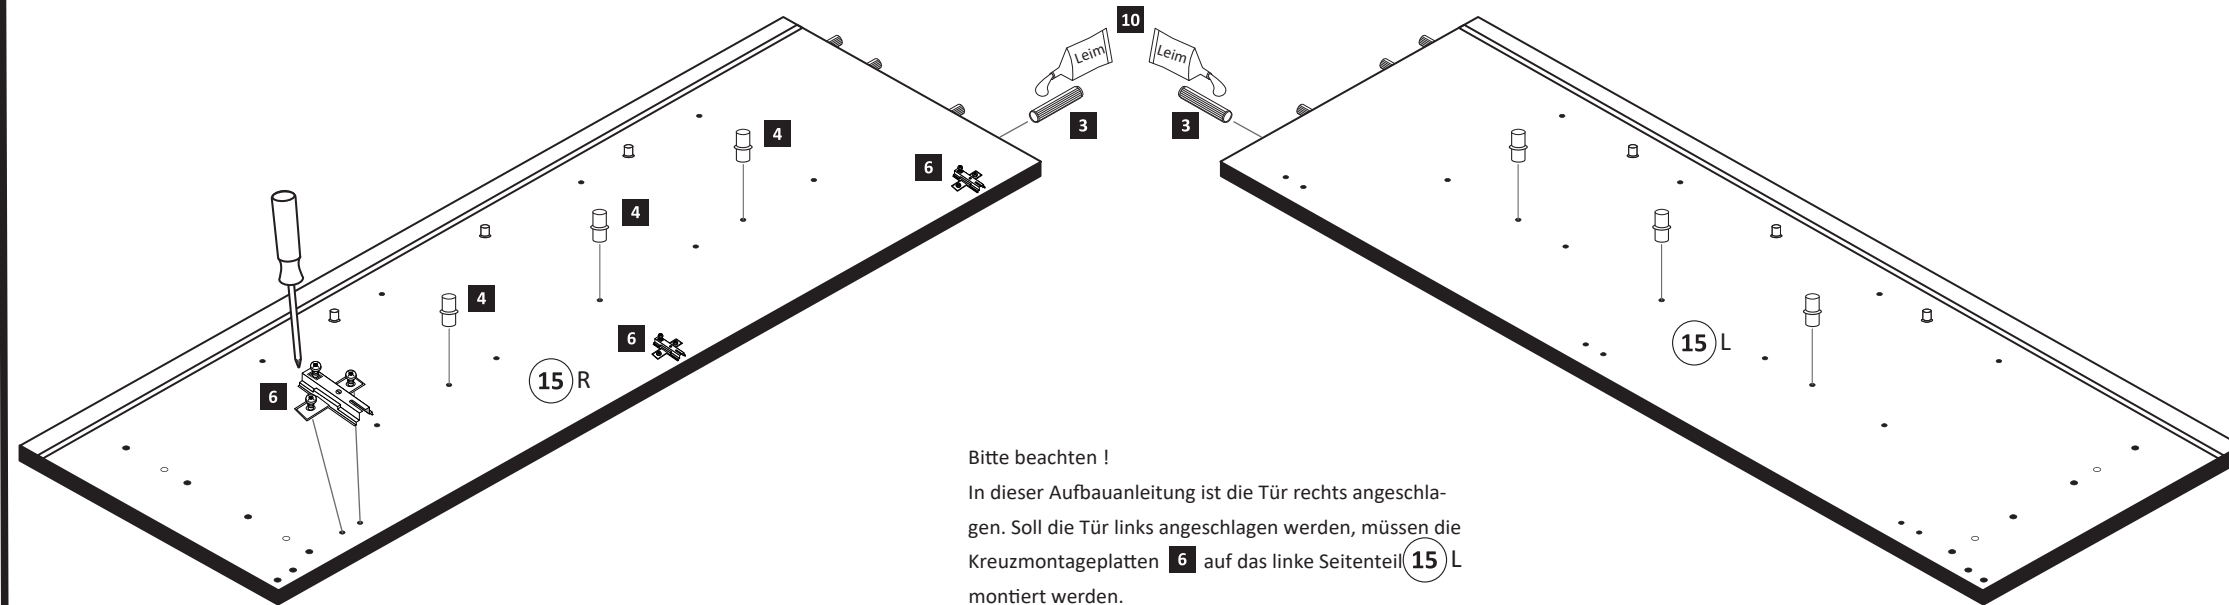 10
Leim
Leim
3
3
4
6
4
4
6
6
15 R
15 L
Bitte beachten !
In dieser Aufbauanleitung ist die Tür rechts angeschla-
gen. Soll die Tür links angeschlagen werden, müssen die
Kreuzmontageplatten 6 auf das linke Seitenteil 15 L
montiert werden.